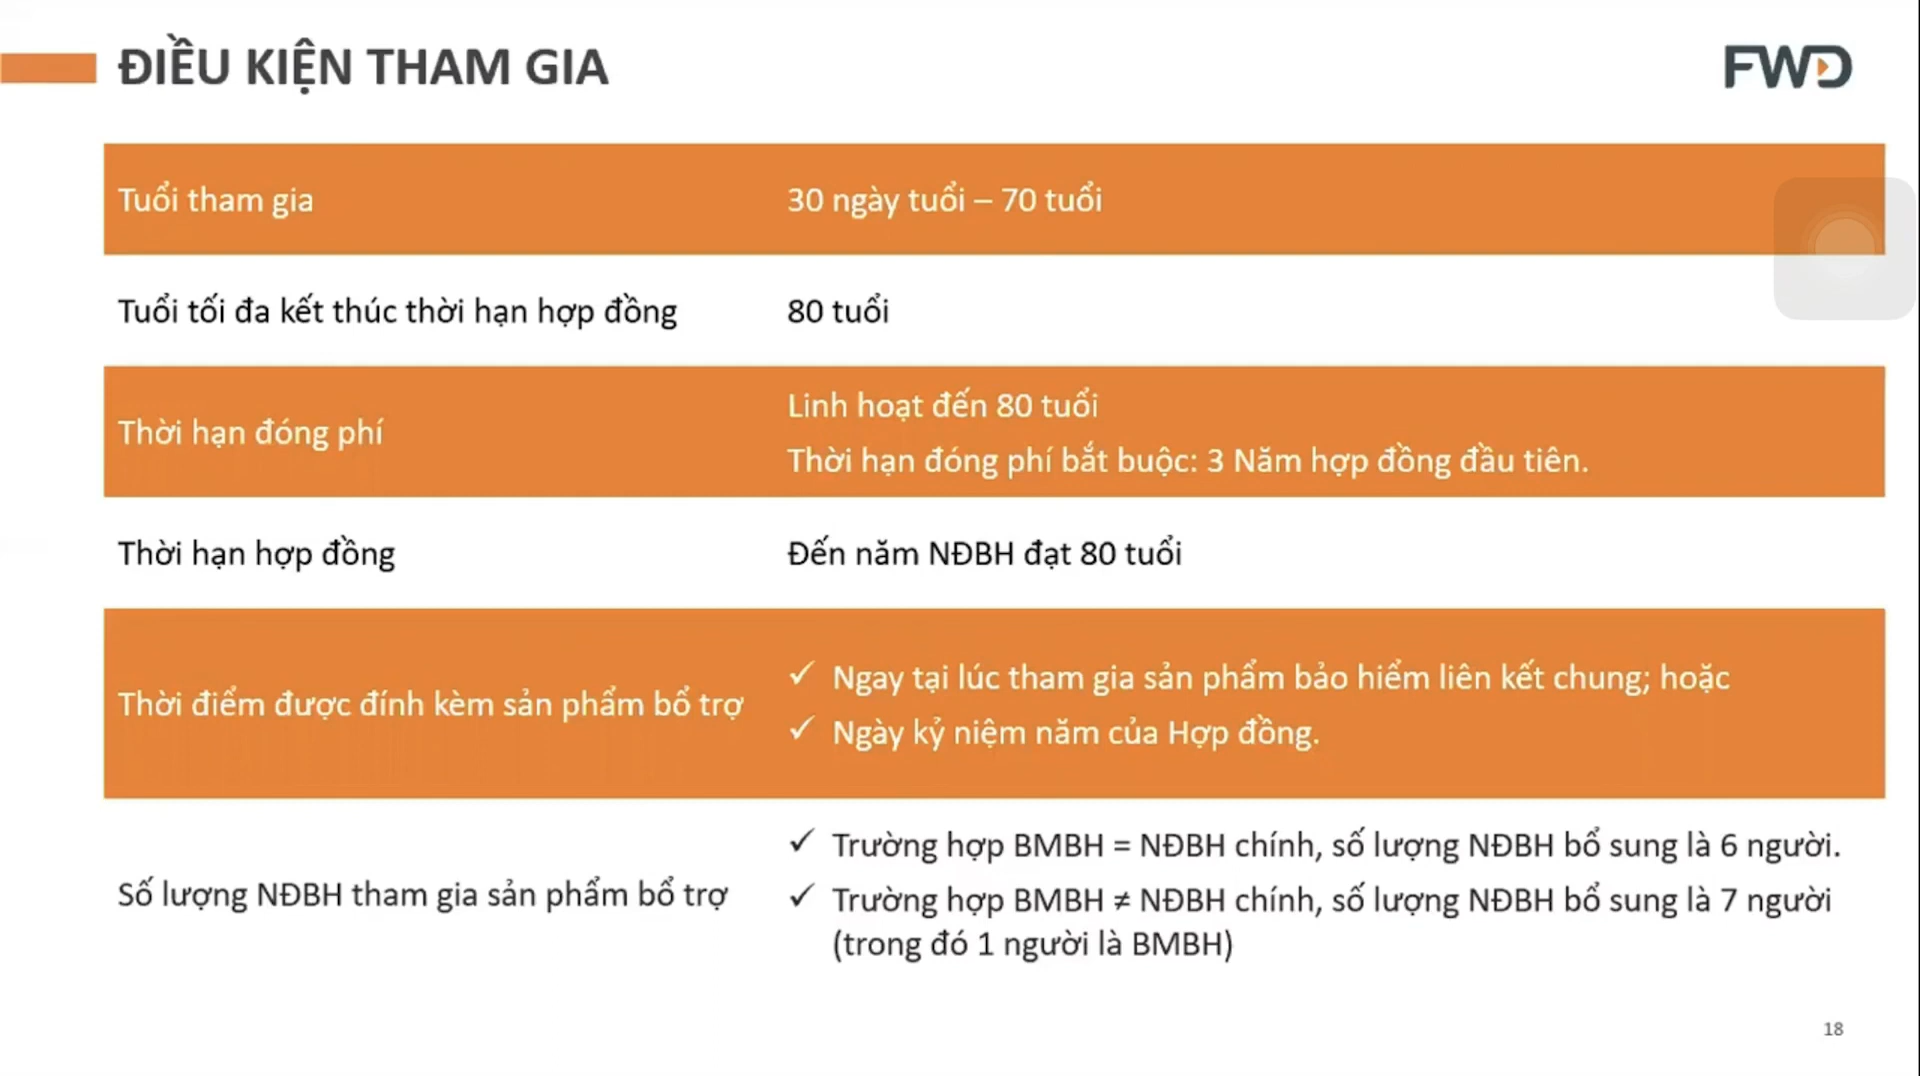 ĐIỀU KIỆN THAM GIA
FWD
Tuổi tham gia
30 ngày tuổi – 70 tuổi
Tuổi tối đa kết thúc thời hạn hợp đồng
80 tuổi
Thời hạn đóng phí
Linh hoạt đến 80 tuổi
Thời hạn đóng phí bắt buộc: 3 Năm hợp đồng đầu tiên.
Thời hạn hợp đồng
Đến năm NĐBH đạt 80 tuổi
Thời điểm được đính kèm sản phẩm bổ trợ
✓ Ngay tại lúc tham gia sản phẩm bảo hiểm liên kết chung; hoặc
✓ Ngày kỷ niệm năm của Hợp đồng.
Số lượng NĐBH tham gia sản phẩm bổ trợ
✓ Trường hợp BMBH = NĐBH chính, số lượng NĐBH bổ sung là 6 người.
✓ Trường hợp BMBH ≠ NĐBH chính, số lượng NĐBH bổ sung là 7 người
(trong đó 1 người là BMBH)
18